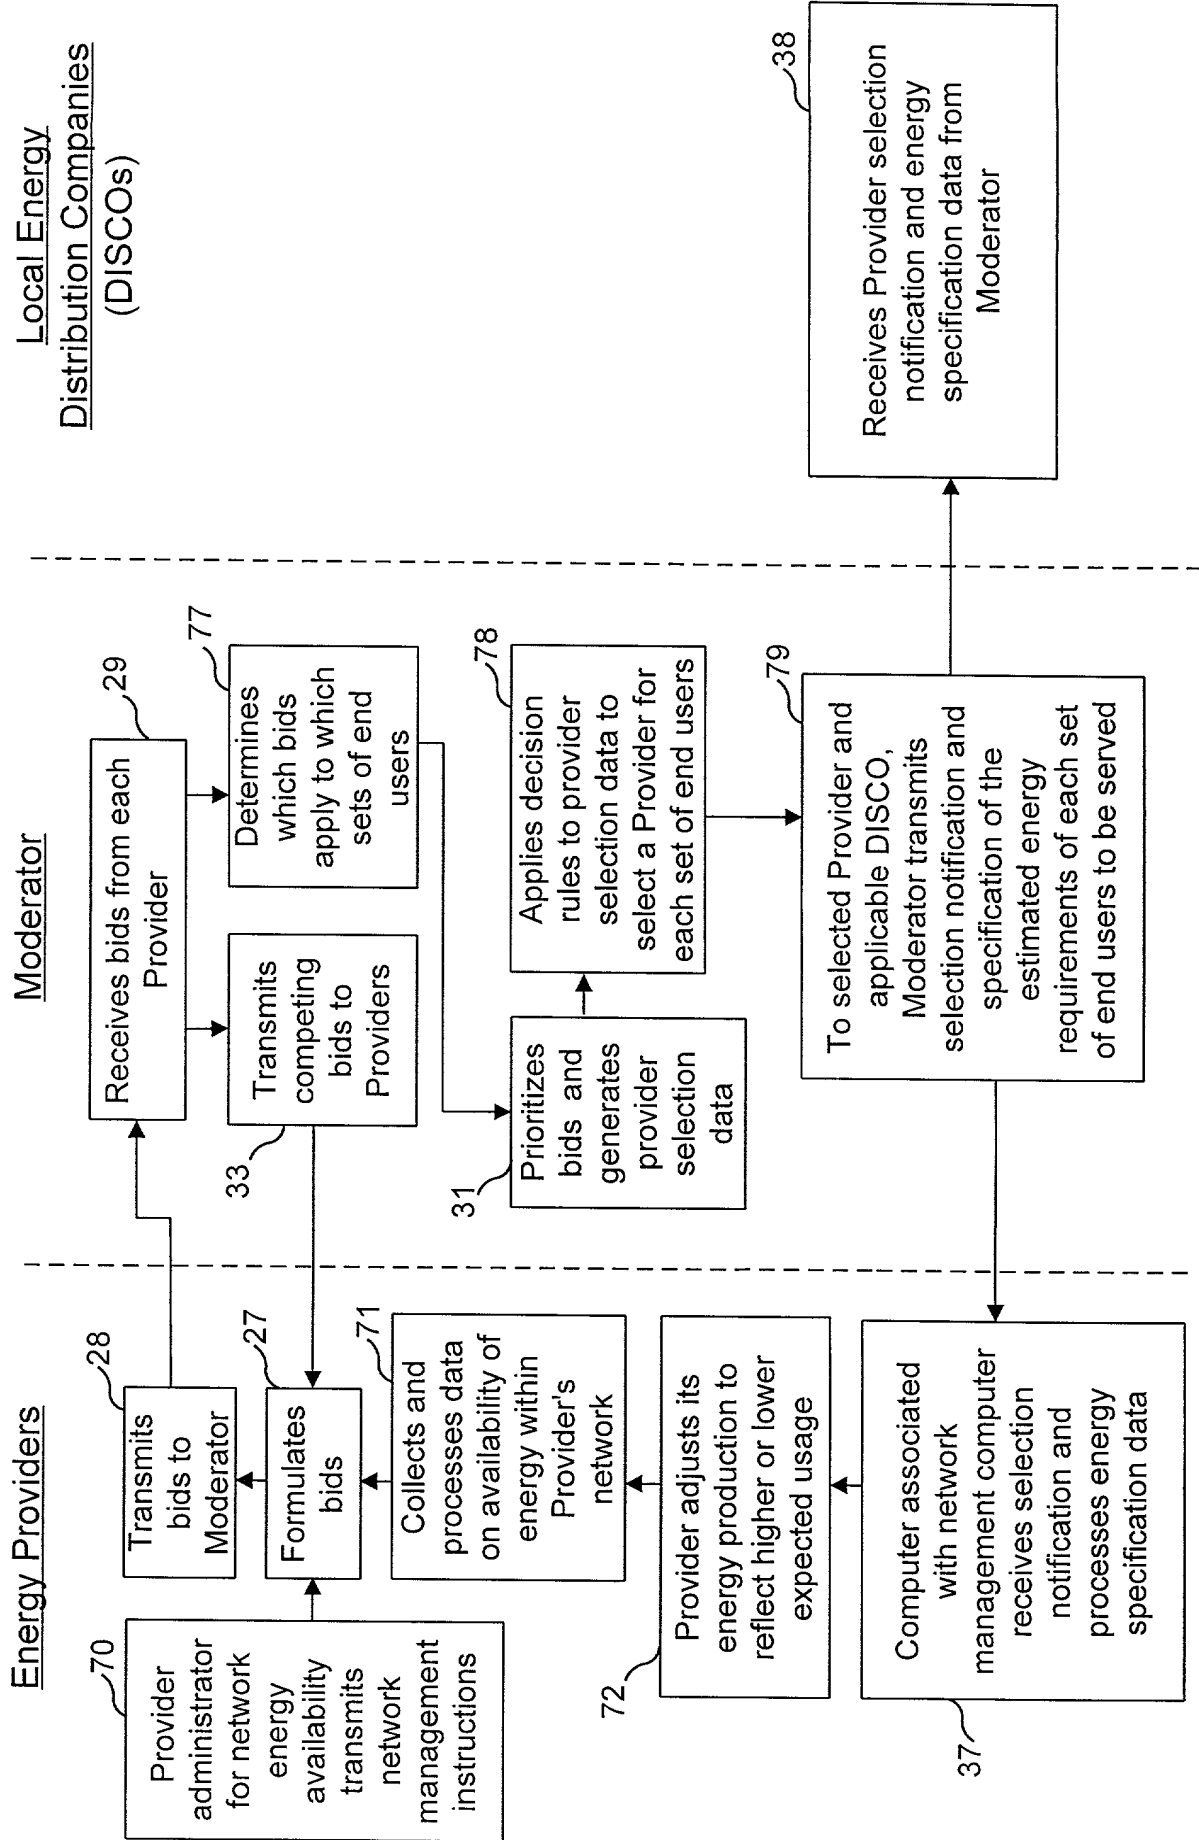 Energy Providers
Moderator
Local Energy
Distribution Companies
(DISCOs)
70
Provider
administrator
for network
energy
availability
transmits
network
management
instructions
28
Transmits
bids to
Moderator
27
Formulates
bids
71
Collects and
processes data
on availability of
energy within
Provider's
network
72
Provider adjusts its
energy production to
reflect higher or lower
expected usage
37
Computer associated
with network
management computer
receives selection
notification and
processes energy
specification data
29
Receives bids from each
Provider
33
Transmits
competing
bids to
Providers
77
Determines
which bids
apply to which
sets of end
users
31
Prioritizes
bids and
generates
provider
selection
data
78
Applies decision
rules to provider
selection data to
select a Provider for
each set of end users
79
To selected Provider and
applicable DISCO,
Moderator transmits
selection notification and
specification of the
estimated energy
requirements of each set
of end users to be served
38
Receives Provider selection
notification and energy
specification data from
Moderator